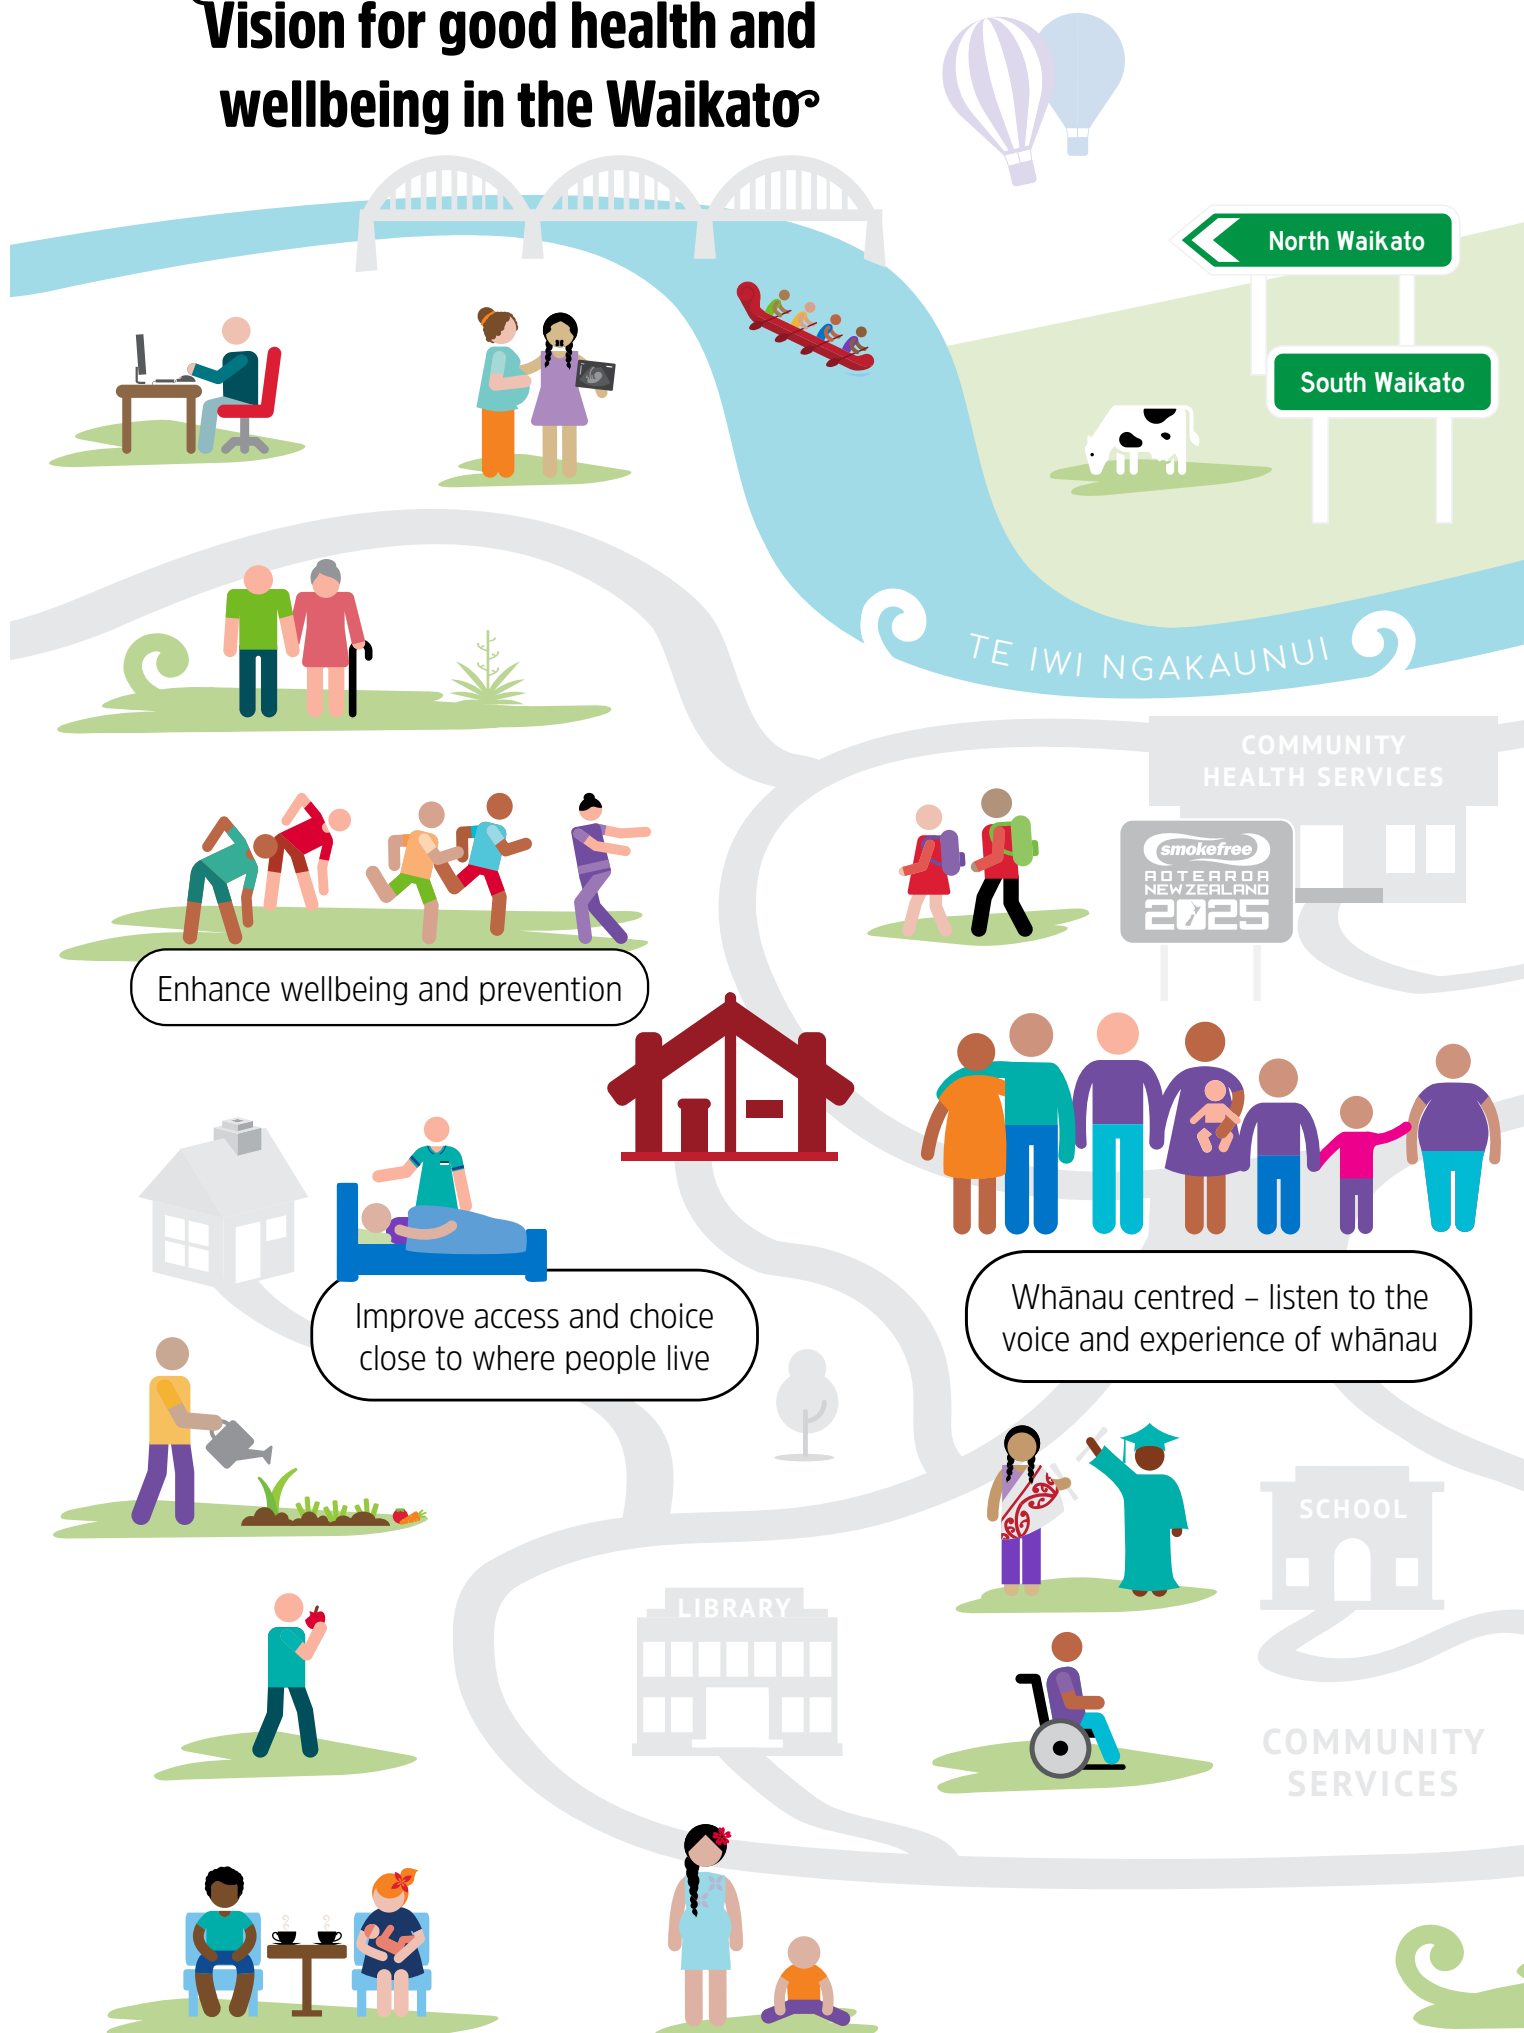 Vision for good health and
wellbeing in the Waikato
North Waikato
South Waikato
TE IWI NGAKAUNUI
COMMUNITY
HEALTH SERVICES
smokefree
AOTEAROA
NEW ZEALAND
2025
Enhance wellbeing and prevention
Improve access and choice
close to where people live
Whānau centred – listen to the
voice and experience of whānau
SCHOOL
LIBRARY
COMMUNITY
SERVICES